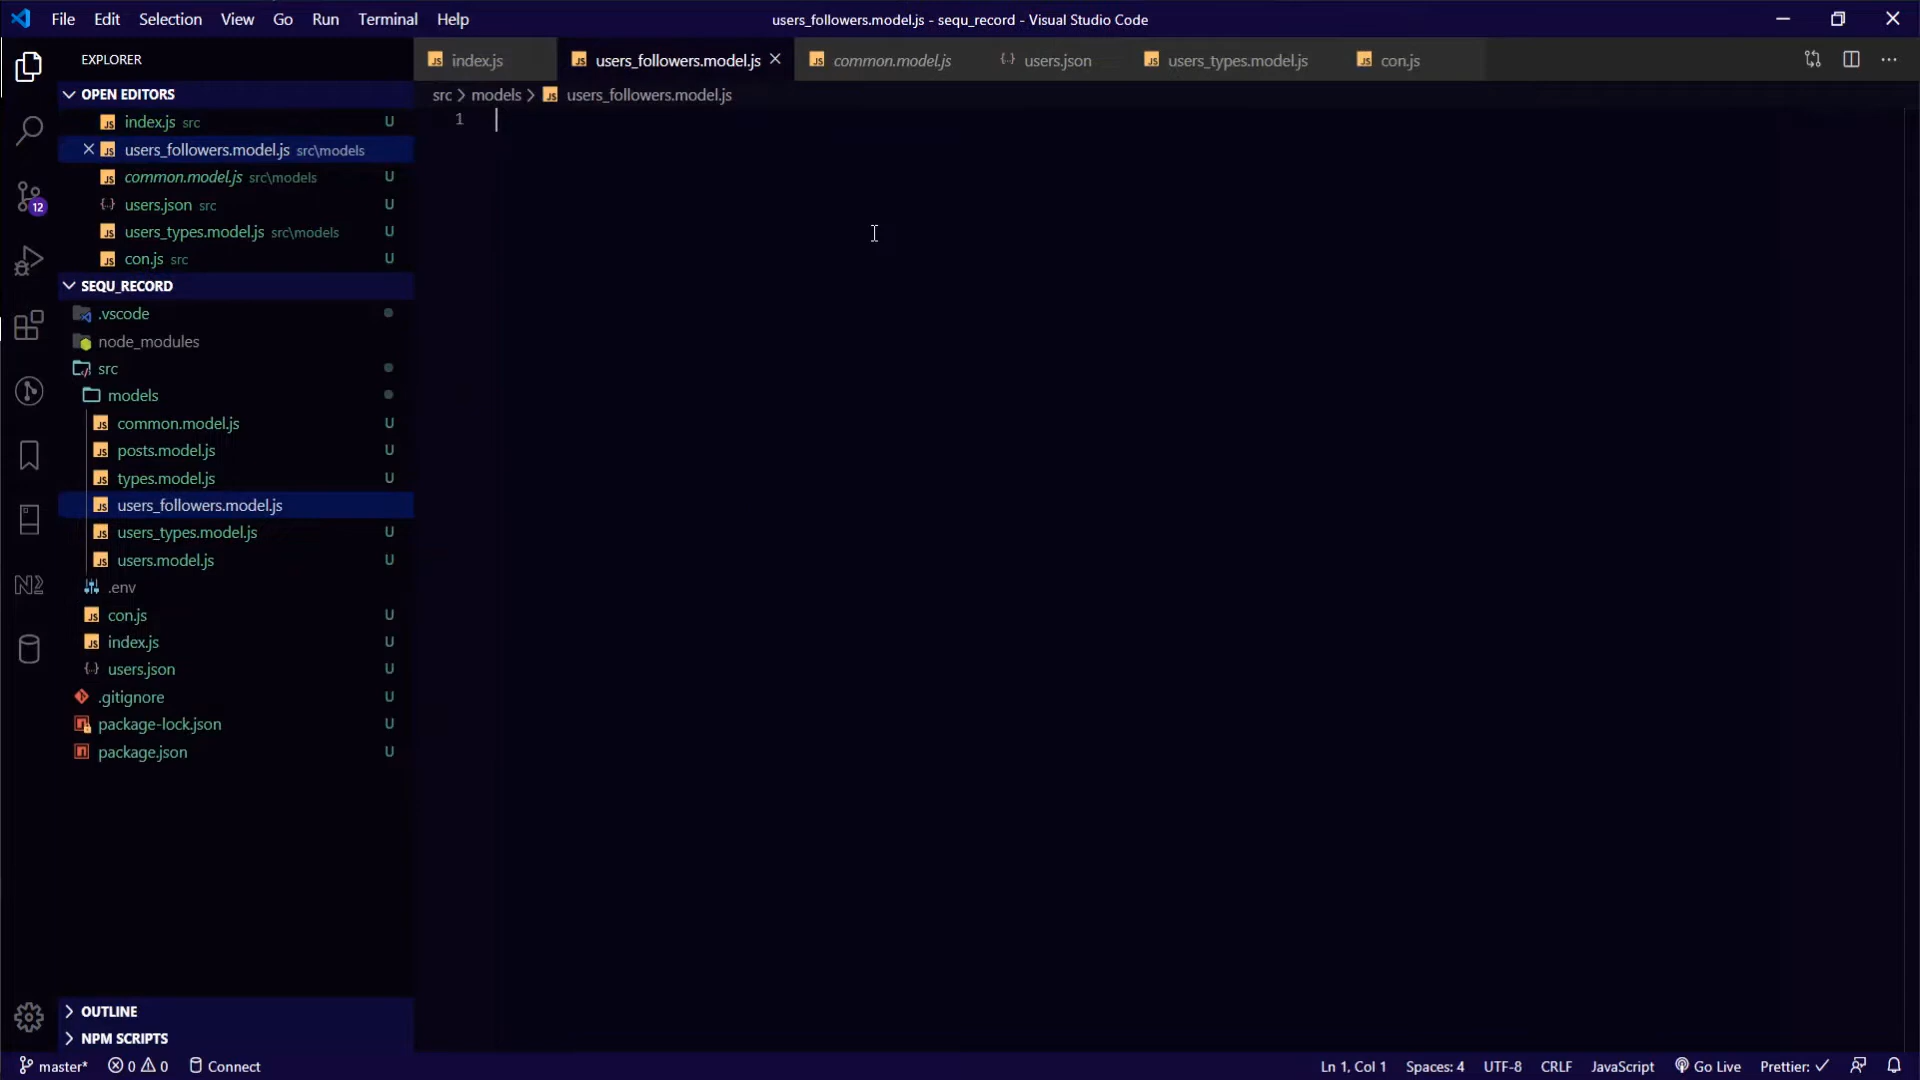 File Edit Selection View Go Run Terminal Help
users_followers.model.js - sequ_record - Visual Studio Code
EXPLORER
index.js
users_followers.model.js
common.model.js
users.json
users_types.model.js
con.js
OPEN EDITORS
src > models > users_followers.model.js
1
index.js src U
users_followers.model.js src\models
common.model.js src\models U
users.json src U
users_types.model.js src\models U
con.js src U
12
SEQU_RECORD
.vscode
node_modules
src
models
common.model.js U
posts.model.js U
types.model.js U
users_followers.model.js
users_types.model.js U
users.model.js U
.env
con.js U
index.js U
users.json U
.gitignore U
package-lock.json U
package.json U
OUTLINE
NPM SCRIPTS
master* 0 0 Connect
Ln 1, Col 1 Spaces: 4 UTF-8 CRLF JavaScript Go Live Prettier: ✓